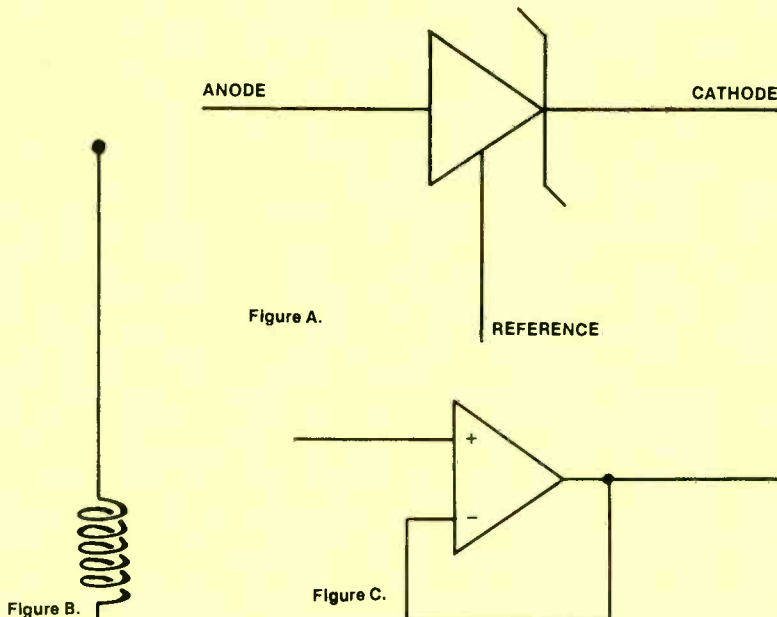 ANODE
CATHODE
Figure A.
REFERENCE
+
−
Figure C.
Figure B.